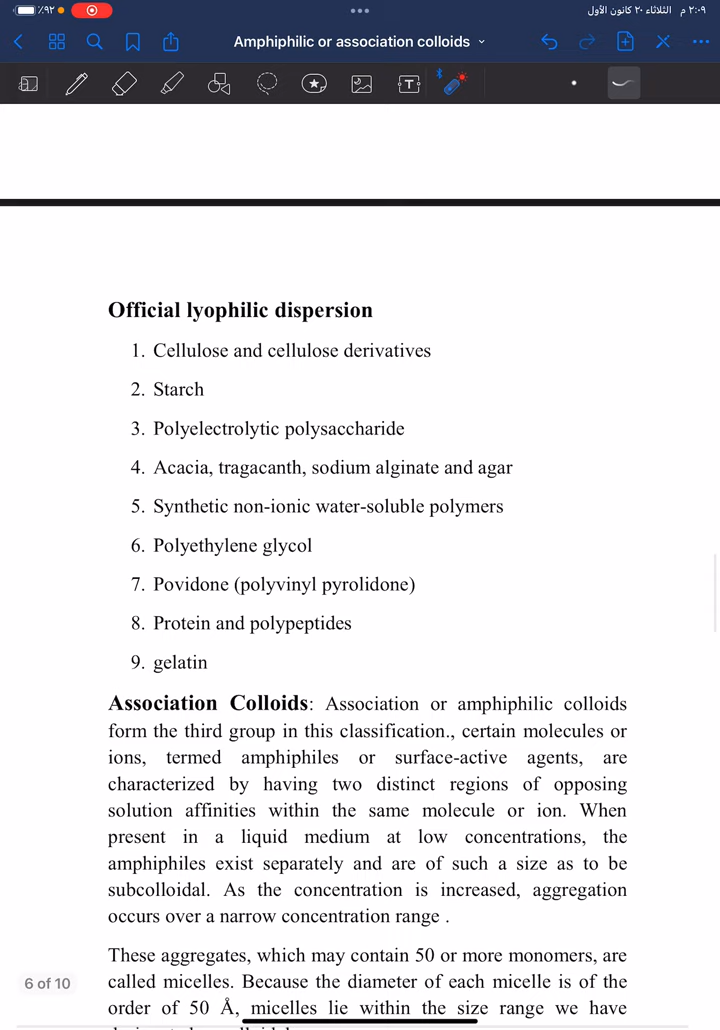 ٪٩٢
٢:٠٩ م الثلاثاء ٢٠ كانون الأول
Amphiphilic or association colloids
T
Official lyophilic dispersion
1. Cellulose and cellulose derivatives
2. Starch
3. Polyelectrolytic polysaccharide
4. Acacia, tragacanth, sodium alginate and agar
5. Synthetic non-ionic water-soluble polymers
6. Polyethylene glycol
7. Povidone (polyvinyl pyrolidone)
8. Protein and polypeptides
9. gelatin
Association Colloids: Association or amphiphilic colloids
form the third group in this classification., certain molecules or
ions, termed amphiphiles or surface-active agents, are
characterized by having two distinct regions of opposing
solution affinities within the same molecule or ion. When
present in a liquid medium at low concentrations, the
amphiphiles exist separately and are of such a size as to be
subcolloidal. As the concentration is increased, aggregation
occurs over a narrow concentration range .
These aggregates, which may contain 50 or more monomers, are
called micelles. Because the diameter of each micelle is of the
order of 50 Å, micelles lie within the size range we have
6 of 10